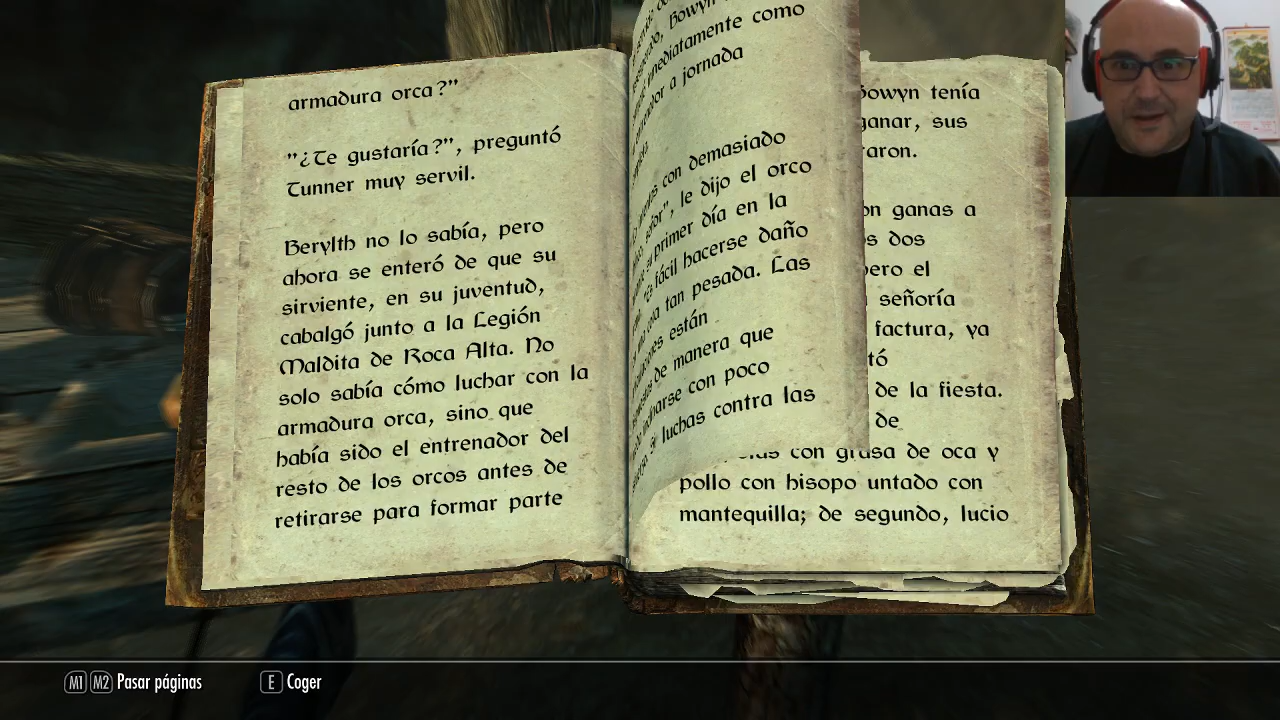 armadura orca?”
”¿Te gustaría?”, preguntó
Tunner muy servil.
Berylth no lo sabía, pero
ahora se enteró de que su
sirviente, en su juventud,
cabalgó junto a la Legión
Maldita de Roca Alta. No
solo sabía cómo luchar con la
armadura orca, sino que
había sido el entrenador del
resto de los orcos antes de
retirarse para formar parte
Bowyn
inmediatamente como
a jornada
con demasiado
, le dijo el orco
primer día en la
fácil hacerse daño
tan pesada. Las
están
de manera que
con poco
si luchas contra las
Bowyn tenía
ganar, sus
ganas a
dos
pero el
señoría
factura, ya
de la fiesta.
de
con grasa de oca y
pollo con hisopo untado con
mantequilla; de segundo, lucio
M1 M2 Pasar páginas
E Coger